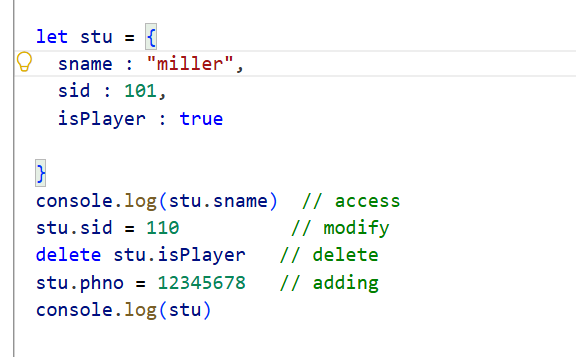 let stu = {
  sname : "miller",
  sid : 101,
  isPlayer : true
}
console.log(stu.sname)  // access
stu.sid = 110           // modify
delete stu.isPlayer   // delete
stu.phno = 12345678   // adding
console.log(stu)